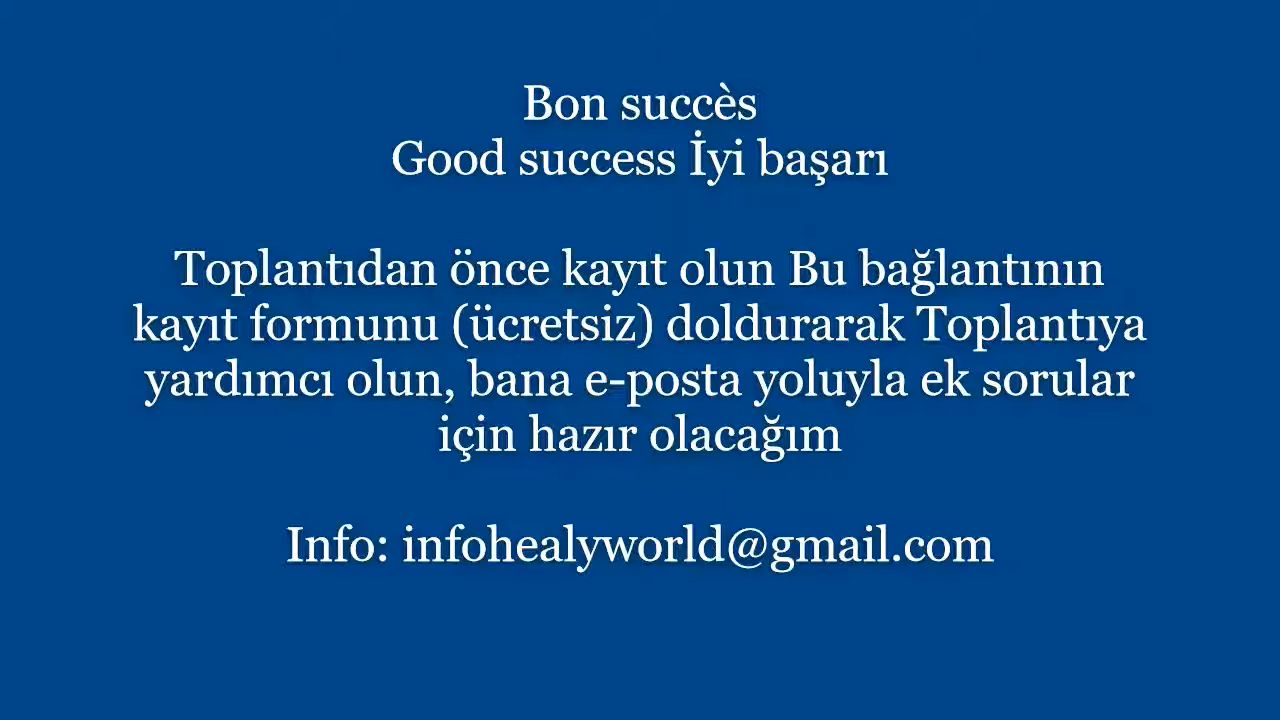 Bon succès
Good success İyi başarı
Toplantıdan önce kayıt olun Bu bağlantının
kayıt formunu (ücretsiz) doldurarak Toplantıya
yardımcı olun, bana e-posta yoluyla ek sorular
için hazır olacağım
Info: infohealyworld@gmail.com